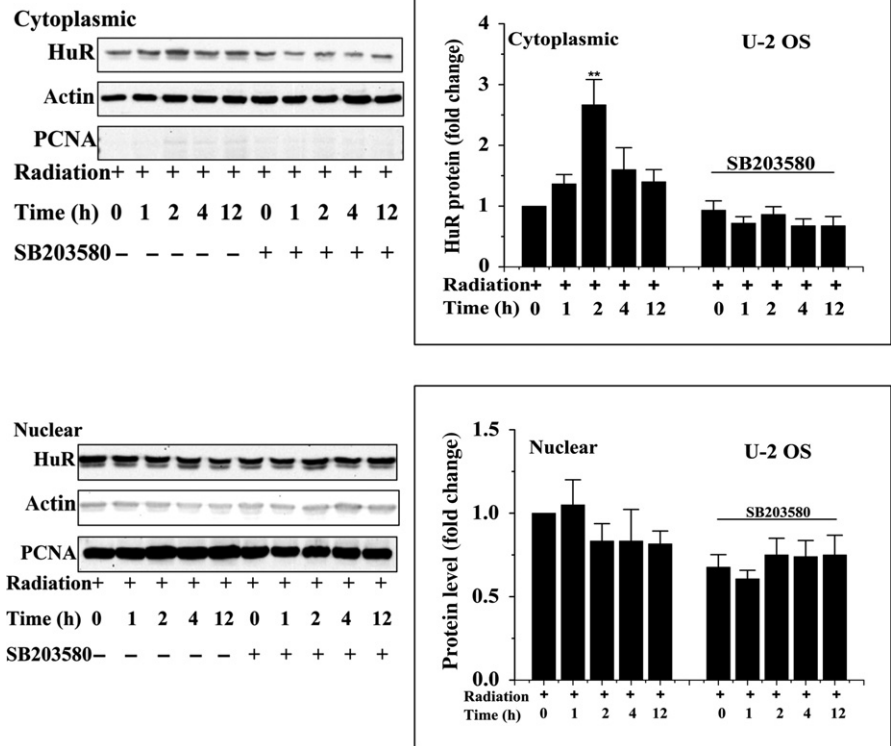 Cytoplasmic
HuR
Actin
PCNA
Radiation + + + + + + + + + +
Time (h) 0 1 2 4 12 0 1 2 4 12
SB203580 – – – – – + + + + +
HuR protein (fold change)
4
3
2
1
0
Cytoplasmic U-2 OS
**
SB203580
Radiation + + + + + + + + + +
Time (h) 0 1 2 4 12 0 1 2 4 12
Nuclear
HuR
Actin
PCNA
Radiation + + + + + + + + + +
Time (h) 0 1 2 4 12 0 1 2 4 12
SB203580 – – – – – + + + + +
Protein level (fold change)
1.5
1.0
0.5
0.0
Nuclear U-2 OS
SB203580
Radiation + + + + + + + + + +
Time (h) 0 1 2 4 12 0 1 2 4 12